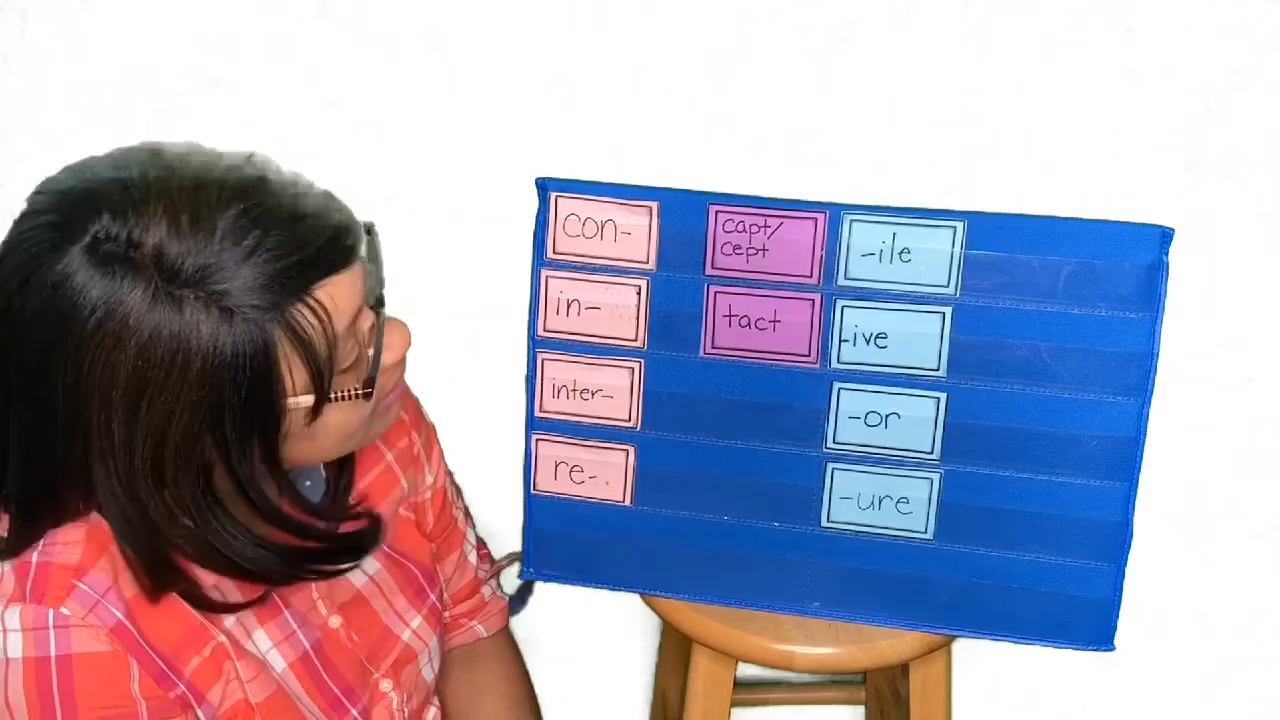 con-
in-
inter-
re-
capt/
cept
tact
-ile
-ive
-or
-ure